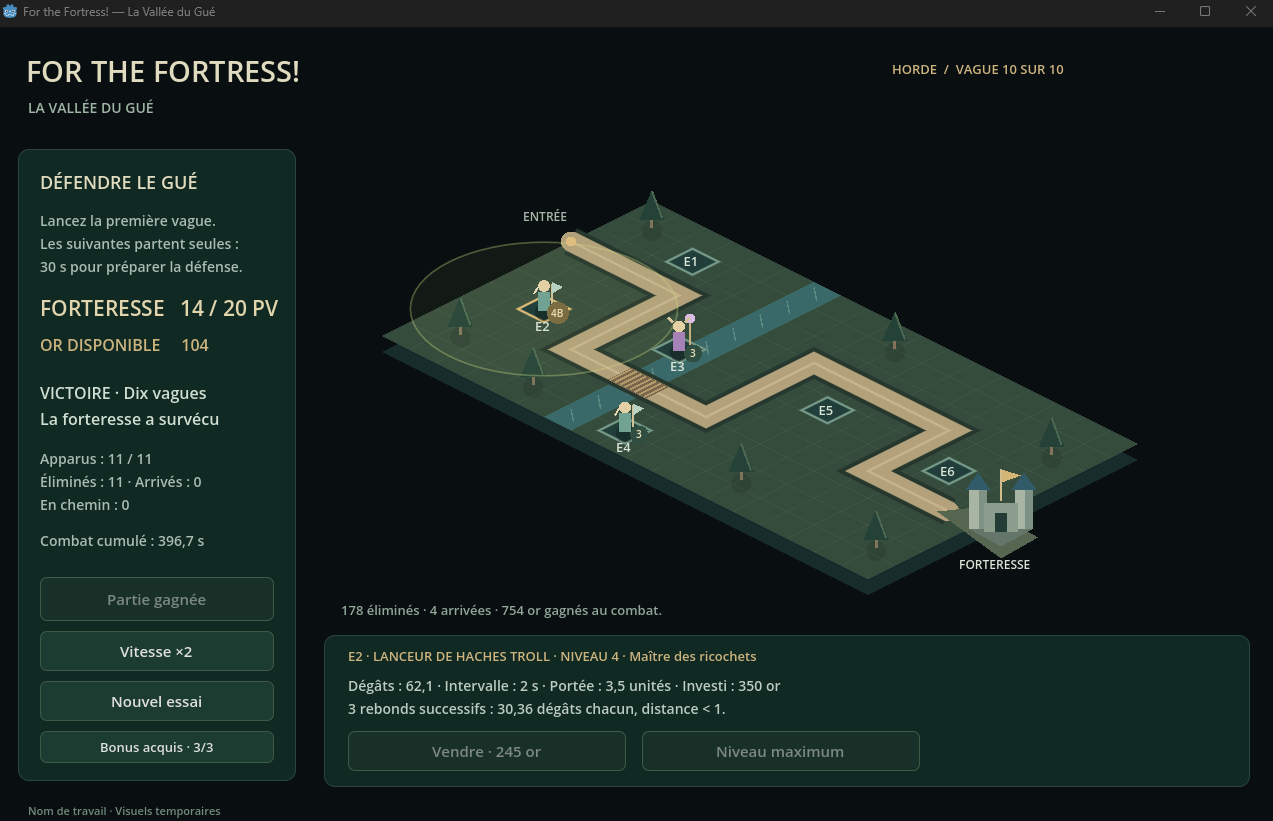 For the Fortress! — La Vallée du Gué
FOR THE FORTRESS!
LA VALLÉE DU GUÉ
HORDE / VAGUE 10 SUR 10
DÉFENDRE LE GUÉ
Lancez la première vague.
Les suivantes partent seules :
30 s pour préparer la défense.
FORTERESSE 14 / 20 PV
OR DISPONIBLE 104
VICTOIRE · Dix vagues
La forteresse a survécu
Apparus : 11 / 11
Éliminés : 11 · Arrivés : 0
En chemin : 0
Combat cumulé : 396,7 s
Partie gagnée
Vitesse ×2
Nouvel essai
Bonus acquis · 3/3
Nom de travail · Visuels temporaires
ENTRÉE
E1
4B
E2
3
E3
3
E4
E5
E6
FORTERESSE
178 éliminés · 4 arrivées · 754 or gagnés au combat.
E2 · LANCEUR DE HACHES TROLL · NIVEAU 4 · Maître des ricochets
Dégâts : 62,1 · Intervalle : 2 s · Portée : 3,5 unités · Investi : 350 or
3 rebonds successifs : 30,36 dégâts chacun, distance < 1.
Vendre · 245 or
Niveau maximum